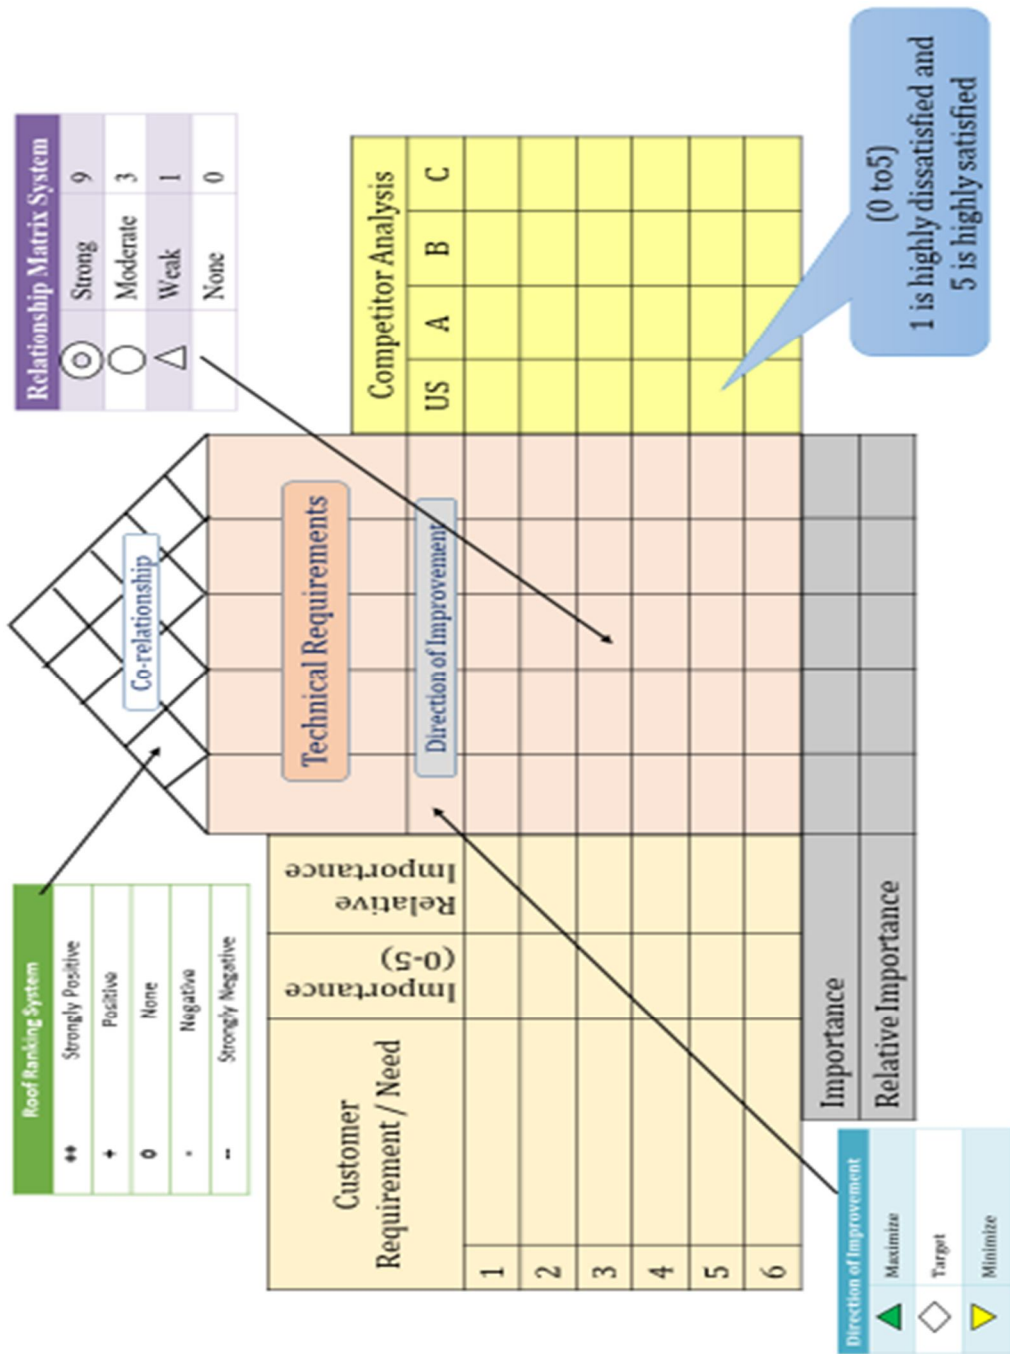 Roof Ranking System
++ Strongly Positive
+ Positive
o None
- Negative
-- Strongly Negative
Relationship Matrix System
Strong 9
Moderate 3
Weak 1
None 0
Co-relationship
Technical Requirements
Direction of Improvement
Customer
Requirement / Need
Importance
(0-5)
Relative
Importance
Competitor Analysis
US A B C
1
2
3
4
5
6
Importance
Relative Importance
Direction of Improvement
Maximize
Target
Minimize
(0 to5)
1 is highly dissatisfied and
5 is highly satisfied